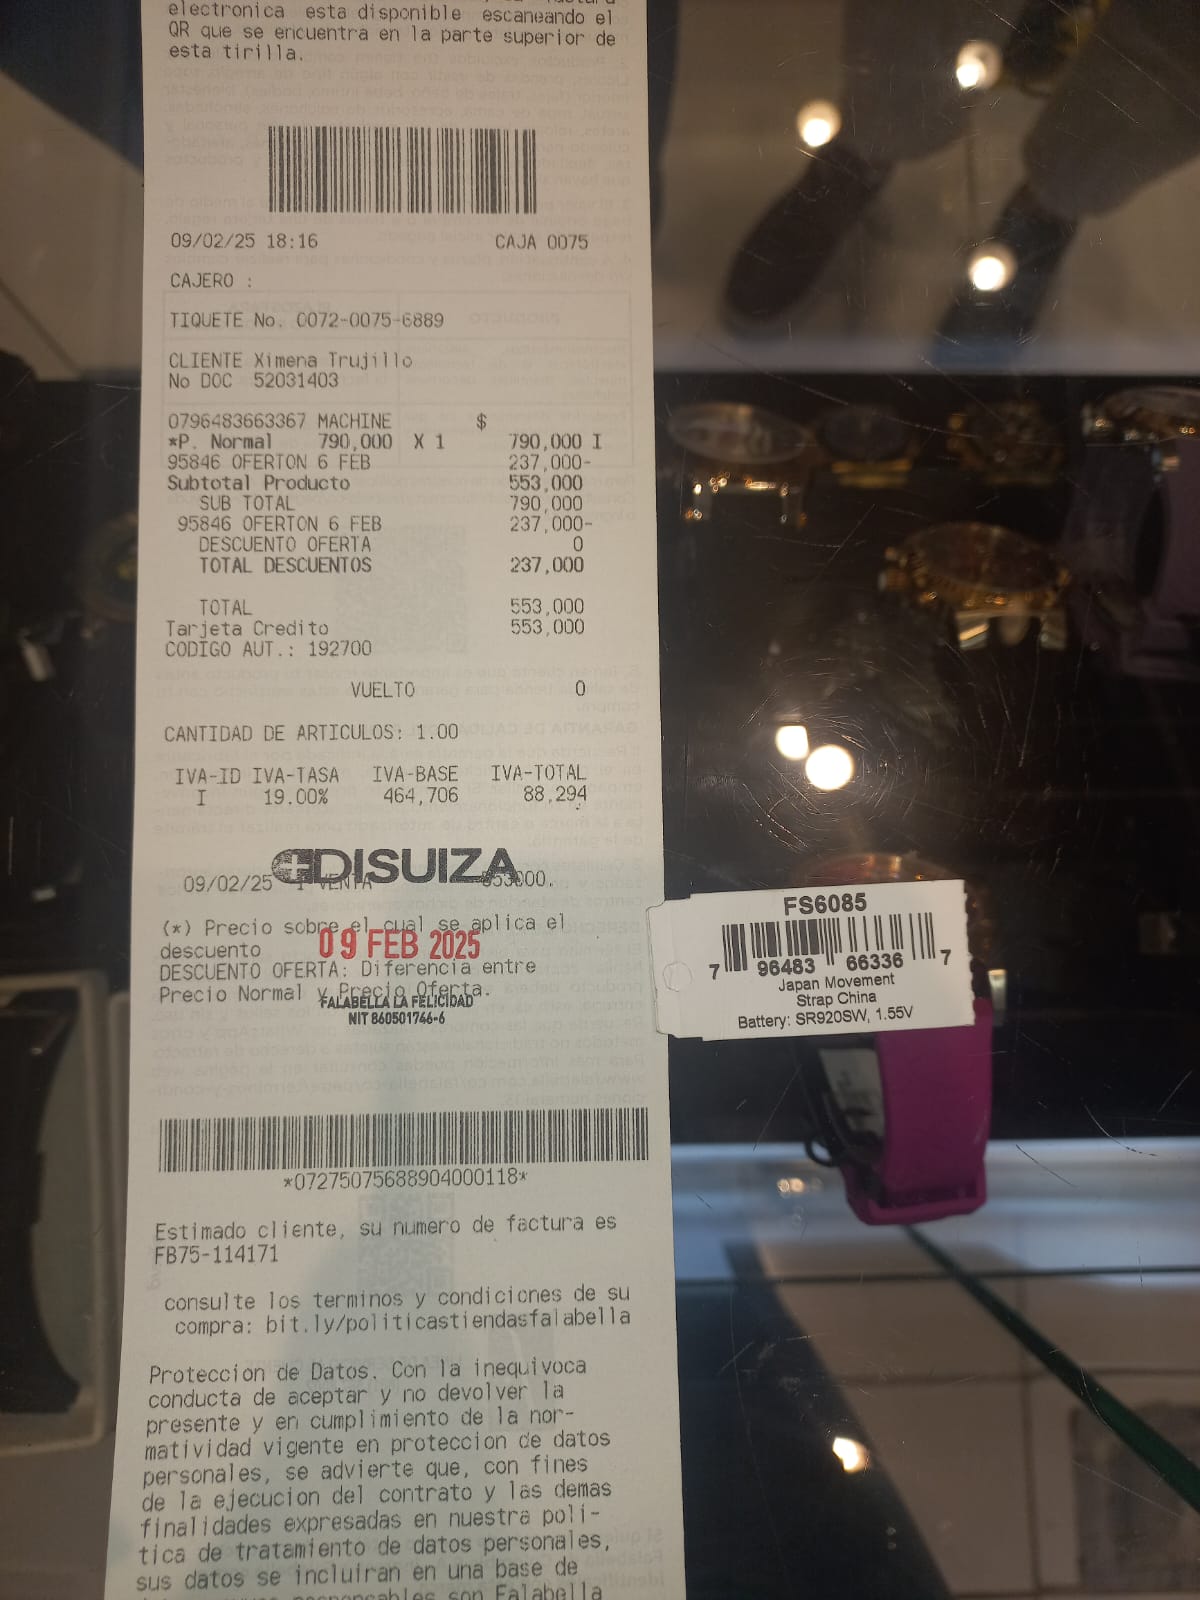 electronica esta disponible escaneando el
QR que se encuentra en la parte superior de
esta tirilla.
09/02/25 18:16 CAJA 0075
CAJERO :
TIQUETE No. 0072-0075-6889
CLIENTE Ximena Trujillo
No DOC 52031403
0796483663367 MACHINE $
*P. Normal 790,000 X 1 790,000 I
95846 OFERTON 6 FEB 237,000-
Subtotal Producto 553,000
SUB TOTAL 790,000
95846 OFERTON 6 FEB 237,000-
DESCUENTO OFERTA 0
TOTAL DESCUENTOS 237,000
TOTAL 553,000
Tarjeta Credito 553,000
CODIGO AUT.: 192700
VUELTO 0
CANTIDAD DE ARTICULOS: 1.00
IVA-ID IVA-TASA IVA-BASE IVA-TOTAL
I 19.00% 464,706 88,294
EDISUIZA
09/02/25 VENTA 553000.
(*) Precio sobre el cual se aplica el
descuento
09 FEB 2025
DESCUENTO OFERTA: Diferencia entre
Precio Normal y Precio Oferta.
FALABELLA LA FELICIDAD
NIT 860501746-6
*07275075688904000118*
Estimado cliente, su numero de factura es
FB75-114171
consulte los terminos y condiciones de su
compra: bit.ly/politicastiendasfalabella
Proteccion de Datos. Con la inequivoca
conducta de aceptar y no devolver la
presente y en cumplimiento de la nor-
matividad vigente en proteccion de datos
personales, se advierte que, con fines
de la ejecucion del contrato y las demas
finalidades expresadas en nuestra poli-
tica de tratamiento de datos personales,
sus datos se incluiran en una base de
responsables son Falabella
FS6085
7 96483 66336 7
Japan Movement
Strap China
Battery: SR920SW, 1.55V